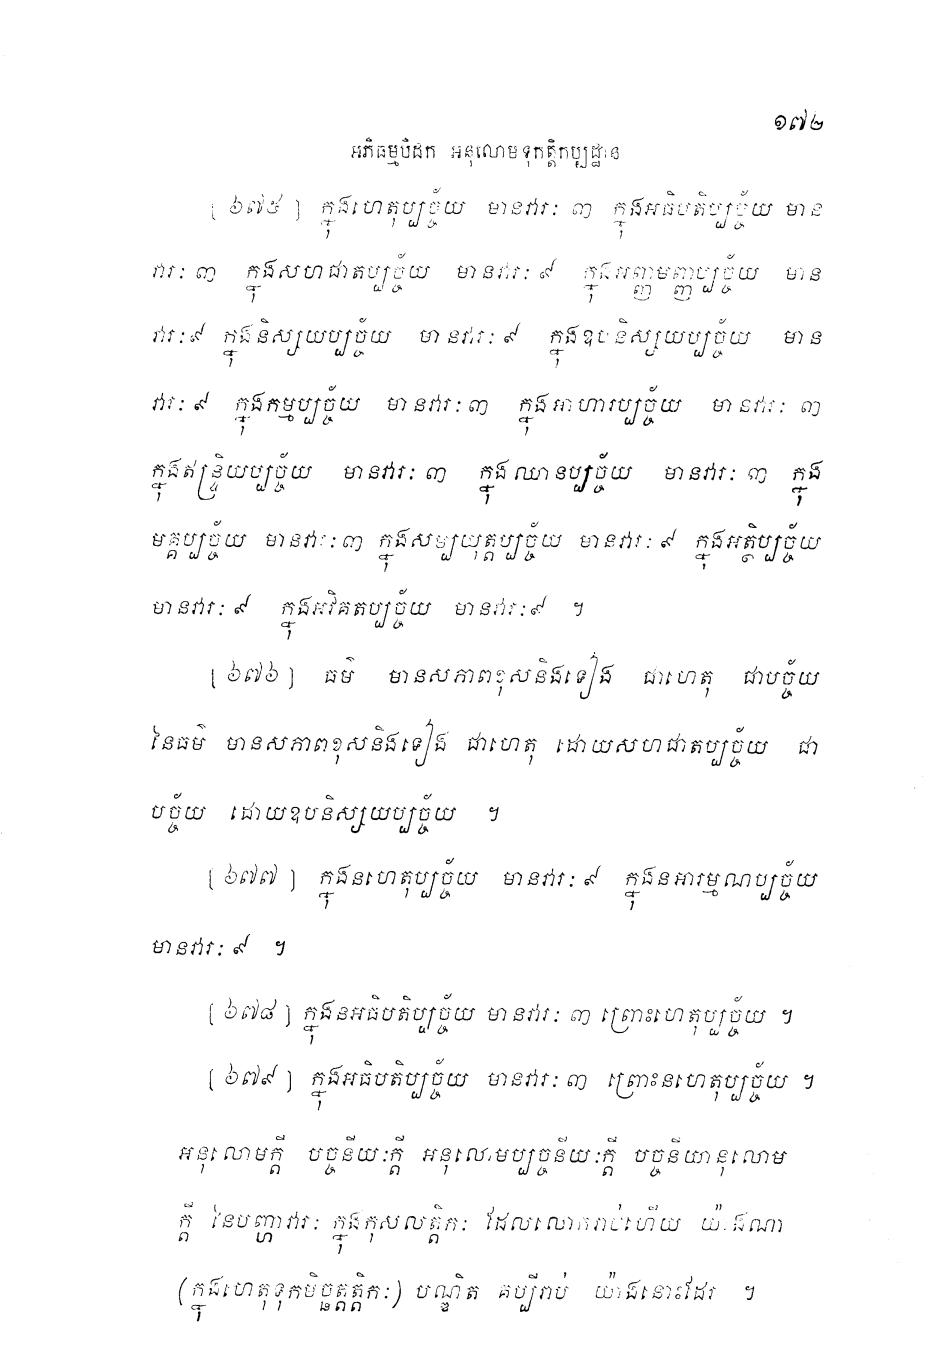 ១៧២
អភិធម្មបិដក អនុលោមទុកត្តិកប្បដ្ឋាន
[ ៦៧៥ ] ក្នុងហេតុប្បច្ច័យ មានវារៈ ៣ ក្នុងអធិបតិប្បច្ច័យ មាន
វារៈ ៣ ក្នុងសហជាតប្បច្ច័យ មានវារៈ ៩ ក្នុងអញ្ញមញ្ញប្បច្ច័យ មាន
វារៈ ៩ ក្នុងនិស្សយប្បច្ច័យ មានវារៈ ៩ ក្នុងឧបនិស្សយប្បច្ច័យ មាន
វារៈ ៩ ក្នុងកម្មប្បច្ច័យ មានវារៈ ៣ ក្នុងអាហារប្បច្ច័យ មានវារៈ ៣
ក្នុងឥន្ទ្រិយប្បច្ច័យ មានវារៈ ៣ ក្នុងឈានប្បច្ច័យ មានវារៈ ៣ ក្នុង
មគ្គប្បច្ច័យ មានវារៈ ៣ ក្នុងសម្បយុត្តប្បច្ច័យ មានវារៈ ៩ ក្នុងអត្ថិប្បច្ច័យ
មានវារៈ ៩ ក្នុងអវិគតប្បច្ច័យ មានវារៈ ៩ ។
[ ៦៧៦ ] ធម៌ មានសភាពខុសនិងទៀង ជាហេតុ ជាបច្ច័យ
នៃធម៌ មានសភាពខុសនិងទៀង ជាហេតុ ដោយសហជាតប្បច្ច័យ ជា
បច្ច័យ ដោយឧបនិស្សយប្បច្ច័យ ។
[ ៦៧៧ ] ក្នុងនហេតុប្បច្ច័យ មានវារៈ ៩ ក្នុងនអារម្មណប្បច្ច័យ
មានវារៈ ៩ ។
[ ៦៧៨ ] ក្នុងនអធិបតិប្បច្ច័យ មានវារៈ ៣ ព្រោះហេតុប្បច្ច័យ ។
[ ៦៧៩ ] ក្នុងអធិបតិប្បច្ច័យ មានវារៈ ៣ ព្រោះនហេតុប្បច្ច័យ ។
អនុលោមក្តី បច្ចនីយៈក្តី អនុលោមប្បច្ចនីយៈក្តី បច្ចនីយានុលោម
ក្តី នៃបញ្ហាវារៈ ក្នុងកុសលត្តិកៈ ដែលលោករាប់ហើយ យ៉ាងណា
(ក្នុងហេតុទុកមិច្ឆត្តត្តិកៈ) បណ្ឌិត គប្បីរាប់ យ៉ាងនោះដែរ ។